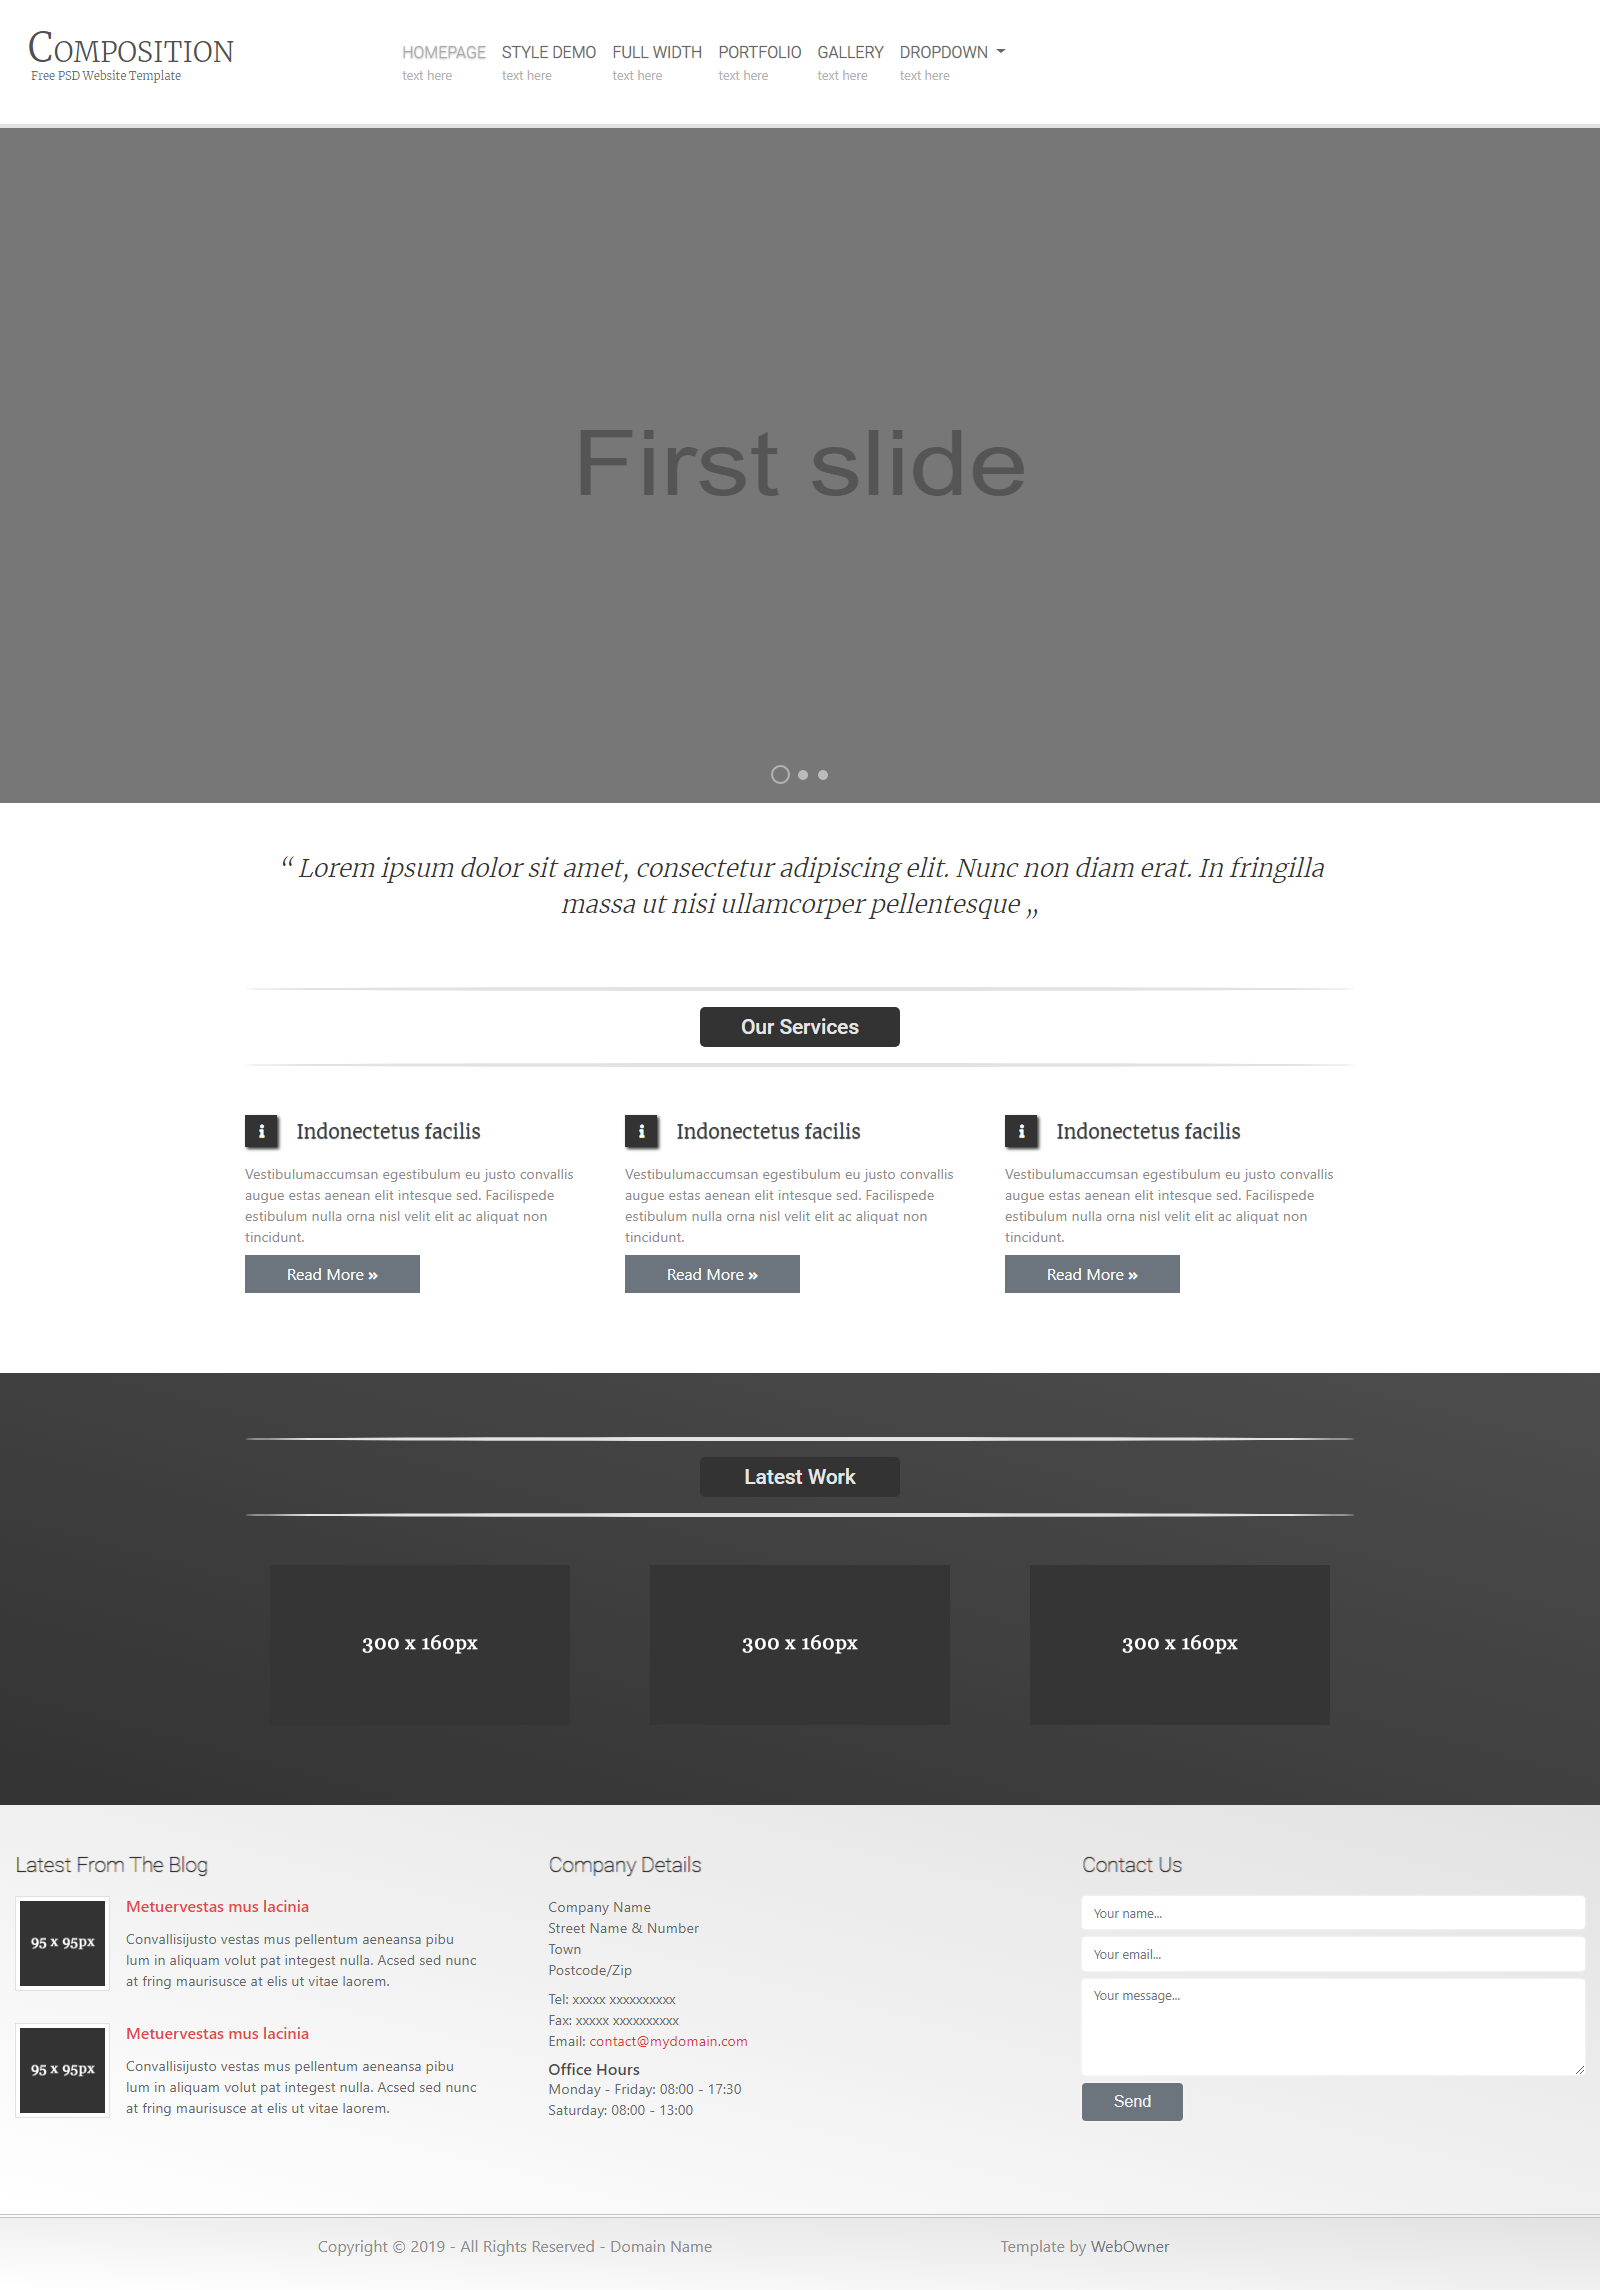 Composition
Free PSD Website Template
HOMEPAGE STYLE DEMO FULL WIDTH PORTFOLIO GALLERY DROPDOWN
text here text here text here text here text here text here
First slide
“ Lorem ipsum dolor sit amet, consectetur adipiscing elit. Nunc non diam erat. In fringilla
massa ut nisi ullamcorper pellentesque „
Our Services
Indonectetus facilis
Vestibulumaccumsan egestibulum eu justo convallis
augue estas aenean elit intesque sed. Facilispede
estibulum nulla orna nisl velit elit ac aliquat non
tincidunt.
Read More »
Indonectetus facilis
Vestibulumaccumsan egestibulum eu justo convallis
augue estas aenean elit intesque sed. Facilispede
estibulum nulla orna nisl velit elit ac aliquat non
tincidunt.
Read More »
Indonectetus facilis
Vestibulumaccumsan egestibulum eu justo convallis
augue estas aenean elit intesque sed. Facilispede
estibulum nulla orna nisl velit elit ac aliquat non
tincidunt.
Read More »
Latest Work
300 x 160px
300 x 160px
300 x 160px
Latest From The Blog
95 x 95px
Metuervestas mus lacinia
Convallisijusto vestas mus pellentum aeneansa pibu
lum in aliquam volut pat integest nulla. Acsed sed nunc
at fring maurisusce at elis ut vitae laorem.
95 x 95px
Metuervestas mus lacinia
Convallisijusto vestas mus pellentum aeneansa pibu
lum in aliquam volut pat integest nulla. Acsed sed nunc
at fring maurisusce at elis ut vitae laorem.
Company Details
Company Name
Street Name & Number
Town
Postcode/Zip
Tel: xxxxx xxxxxxxxxx
Fax: xxxxx xxxxxxxxxx
Email: contact@mydomain.com
Office Hours
Monday - Friday: 08:00 - 17:30
Saturday: 08:00 - 13:00
Contact Us
Your name...
Your email...
Your message...
Send
Copyright © 2019 - All Rights Reserved - Domain Name
Template by WebOwner